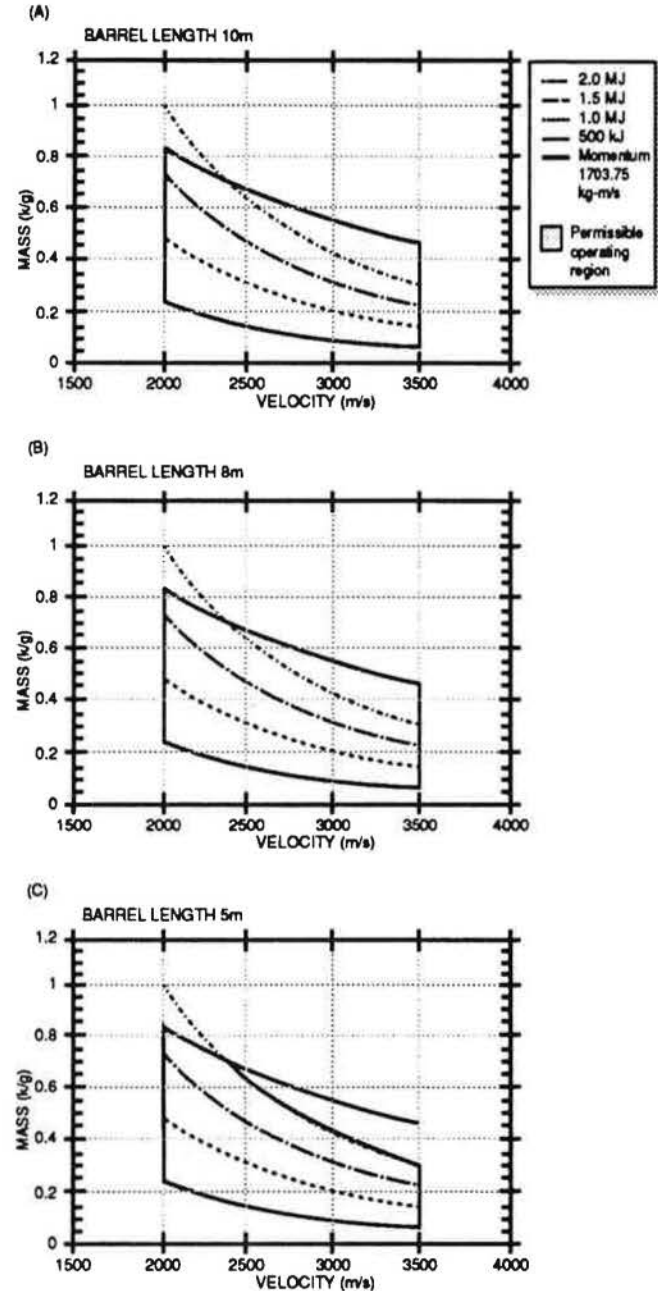 (A)
BARREL LENGTH 10m
1.2
1
0.8
0.6
0.4
0.2
0
MASS (k/g)
1500 2000 2500 3000 3500 4000
VELOCITY (m/s)
2.0 MJ
1.5 MJ
1.0 MJ
500 kJ
Momentum
1703.75
kg-m/s
Permissible
operating
region
(B)
BARREL LENGTH 8m
1.2
1
0.8
0.6
0.4
0.2
0
MASS (k/g)
1500 2000 2500 3000 3500 4000
VELOCITY (m/s)
(C)
BARREL LENGTH 5m
1.2
1
0.8
0.6
0.4
0.2
0
MASS (k/g)
1500 2000 2500 3000 3500 4000
VELOCITY (m/s)